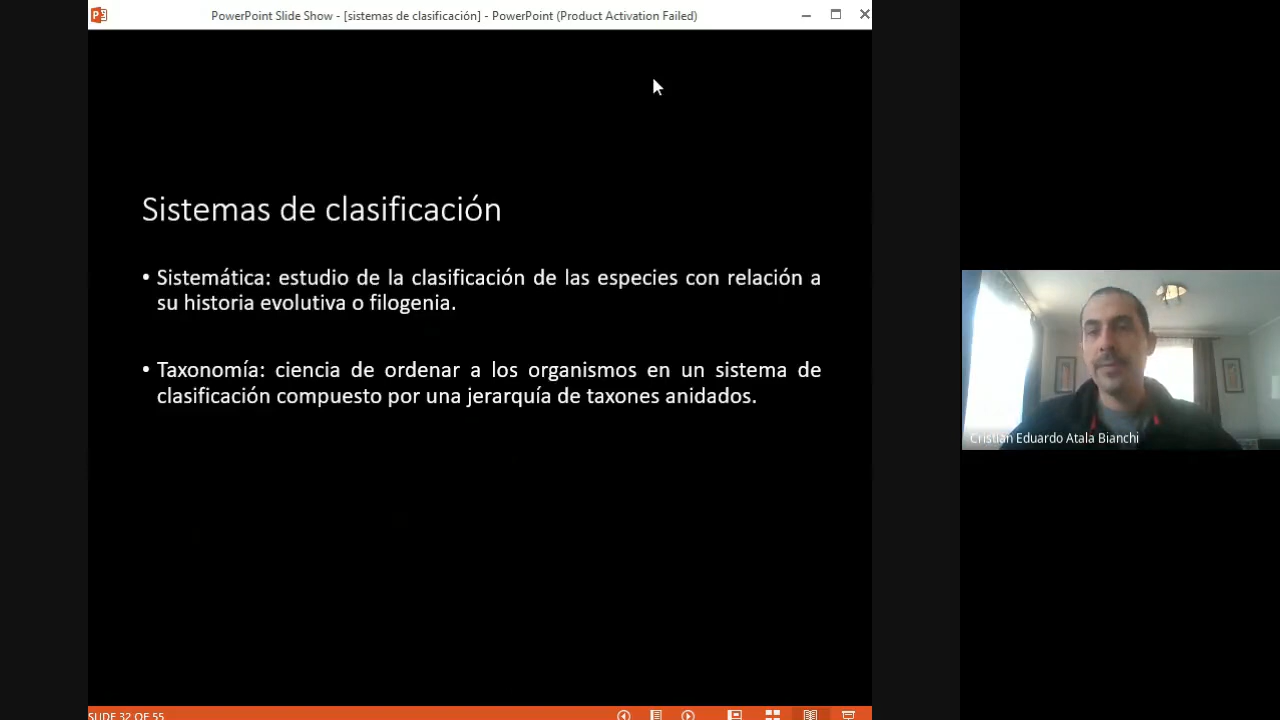 PowerPoint Slide Show - [sistemas de clasificación] - PowerPoint (Product Activation Failed)
Sistemas de clasificación
• Sistemática: estudio de la clasificación de las especies con relación a
su historia evolutiva o filogenia.
• Taxonomía: ciencia de ordenar a los organismos en un sistema de
clasificación compuesto por una jerarquía de taxones anidados.
Cristian Eduardo Atala Bianchi
SLIDE 32 OF 55